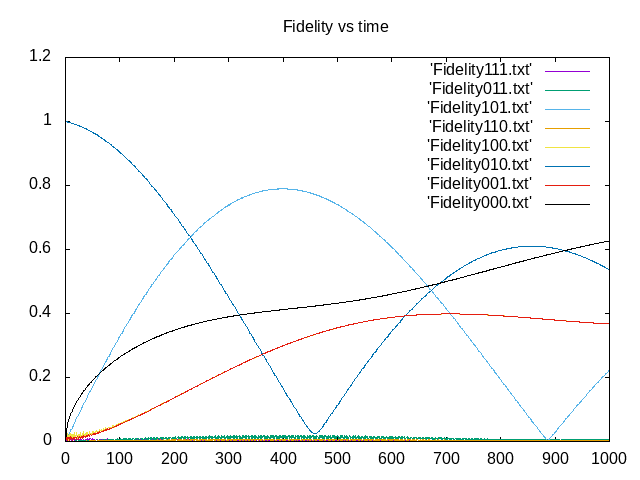 Fidelity vs time
1.2
1
0.8
0.6
0.4
0.2
0
'Fidelity111.txt'
'Fidelity011.txt'
'Fidelity101.txt'
'Fidelity110.txt'
'Fidelity100.txt'
'Fidelity010.txt'
'Fidelity001.txt'
'Fidelity000.txt'
0 100 200 300 400 500 600 700 800 900 1000